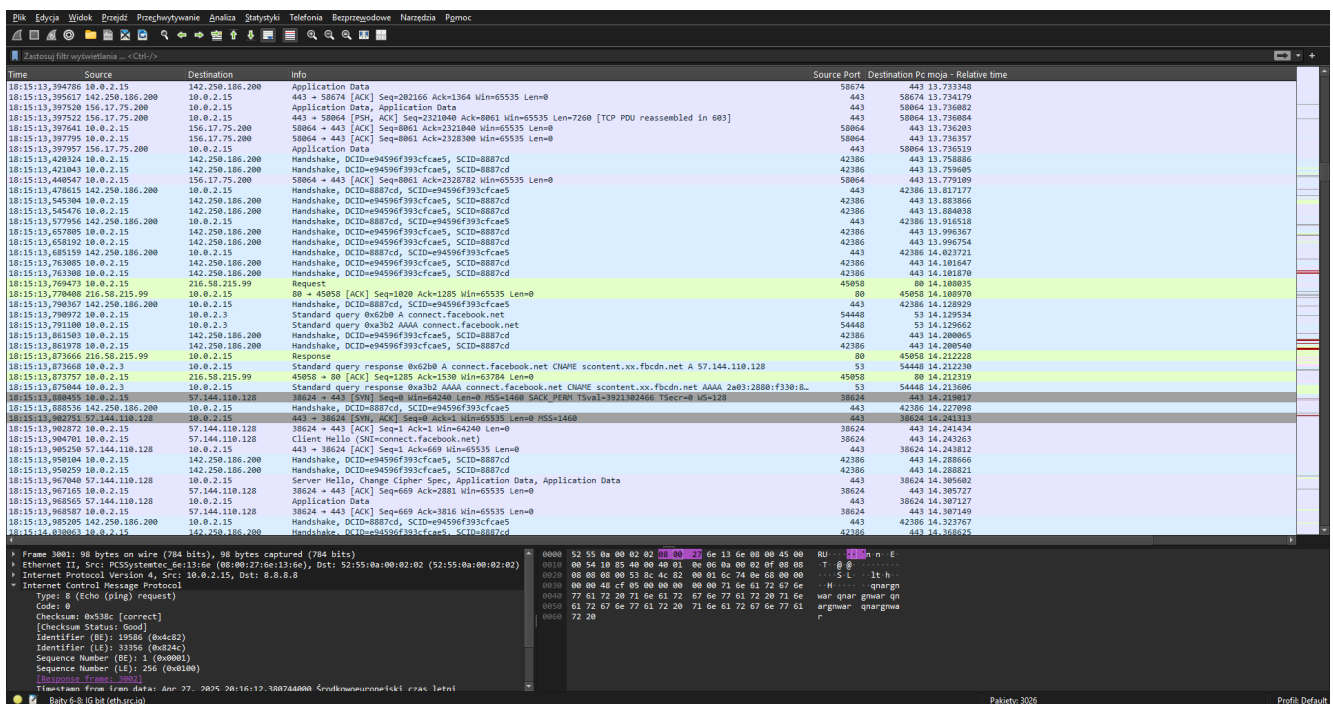 Plik Edycja Widok Przejdź Przechwytywanie Analiza Statystyki Telefonia Bezprzewodowe Narzędzia Pomoc
Zastosuj filtr wyświetlania ... <Ctrl-/>
Time Source Destination Info Source Port Destination Pc moja - Relative time
18:15:13,394786 10.0.2.15 142.250.186.200 Application Data 58674 443 13.733348
18:15:13,395617 142.250.186.200 10.0.2.15 443 → 58674 [ACK] Seq=202166 Ack=1364 Win=65535 Len=0 443 58674 13.734179
18:15:13,397520 156.17.75.200 10.0.2.15 Application Data, Application Data 443 58064 13.736082
18:15:13,397522 156.17.75.200 10.0.2.15 443 → 58064 [PSH, ACK] Seq=2321040 Ack=8061 Win=65535 Len=7260 [TCP PDU reassembled in 603] 443 58064 13.736084
18:15:13,397641 10.0.2.15 156.17.75.200 58064 → 443 [ACK] Seq=8061 Ack=2321040 Win=65535 Len=0 58064 443 13.736203
18:15:13,397795 10.0.2.15 156.17.75.200 58064 → 443 [ACK] Seq=8061 Ack=2328300 Win=65535 Len=0 58064 443 13.736357
18:15:13,397957 156.17.75.200 10.0.2.15 Application Data 443 58064 13.736519
18:15:13,420324 10.0.2.15 142.250.186.200 Handshake, DCID=e94596f393cfcae5, SCID=8887cd 42386 443 13.758886
18:15:13,421043 10.0.2.15 142.250.186.200 Handshake, DCID=e94596f393cfcae5, SCID=8887cd 42386 443 13.759605
18:15:13,440547 10.0.2.15 156.17.75.200 58064 → 443 [ACK] Seq=8061 Ack=2328782 Win=65535 Len=0 58064 443 13.779109
18:15:13,478615 142.250.186.200 10.0.2.15 Handshake, DCID=8887cd, SCID=e94596f393cfcae5 443 42386 13.817177
18:15:13,545304 10.0.2.15 142.250.186.200 Handshake, DCID=e94596f393cfcae5, SCID=8887cd 42386 443 13.883866
18:15:13,545476 10.0.2.15 142.250.186.200 Handshake, DCID=e94596f393cfcae5, SCID=8887cd 42386 443 13.884038
18:15:13,577956 142.250.186.200 10.0.2.15 Handshake, DCID=8887cd, SCID=e94596f393cfcae5 443 42386 13.916518
18:15:13,657805 10.0.2.15 142.250.186.200 Handshake, DCID=e94596f393cfcae5, SCID=8887cd 42386 443 13.996367
18:15:13,658192 10.0.2.15 142.250.186.200 Handshake, DCID=e94596f393cfcae5, SCID=8887cd 42386 443 13.996754
18:15:13,685159 142.250.186.200 10.0.2.15 Handshake, DCID=8887cd, SCID=e94596f393cfcae5 443 42386 14.023721
18:15:13,763085 10.0.2.15 142.250.186.200 Handshake, DCID=e94596f393cfcae5, SCID=8887cd 42386 443 14.101647
18:15:13,763308 10.0.2.15 142.250.186.200 Handshake, DCID=e94596f393cfcae5, SCID=8887cd 42386 443 14.101870
18:15:13,769473 10.0.2.15 216.58.215.99 Request 45058 80 14.108035
18:15:13,770408 216.58.215.99 10.0.2.15 80 → 45058 [ACK] Seq=1020 Ack=1285 Win=65535 Len=0 80 45058 14.108970
18:15:13,790367 142.250.186.200 10.0.2.15 Handshake, DCID=8887cd, SCID=e94596f393cfcae5 443 42386 14.128929
18:15:13,790972 10.0.2.15 10.0.2.3 Standard query 0x62b0 A connect.facebook.net 54448 53 14.129534
18:15:13,791100 10.0.2.15 10.0.2.3 Standard query 0xa3b2 AAAA connect.facebook.net 54448 53 14.129662
18:15:13,861503 10.0.2.15 142.250.186.200 Handshake, DCID=e94596f393cfcae5, SCID=8887cd 42386 443 14.200065
18:15:13,861978 10.0.2.15 142.250.186.200 Handshake, DCID=e94596f393cfcae5, SCID=8887cd 42386 443 14.200540
18:15:13,873666 216.58.215.99 10.0.2.15 Response 80 45058 14.212228
18:15:13,873668 10.0.2.3 10.0.2.15 Standard query response 0x62b0 A connect.facebook.net CNAME scontent.xx.fbcdn.net A 57.144.110.128 53 54448 14.212230
18:15:13,873757 10.0.2.15 216.58.215.99 45058 → 80 [ACK] Seq=1285 Ack=1530 Win=63784 Len=0 45058 80 14.212319
18:15:13,875044 10.0.2.3 10.0.2.15 Standard query response 0xa3b2 AAAA connect.facebook.net CNAME scontent.xx.fbcdn.net AAAA 2a03:2880:f330:8… 53 54448 14.213606
18:15:13,880455 10.0.2.15 57.144.110.128 38624 → 443 [SYN] Seq=0 Win=64240 Len=0 MSS=1460 SACK_PERM TSval=3921302466 TSecr=0 WS=128 38624 443 14.219017
18:15:13,888536 142.250.186.200 10.0.2.15 Handshake, DCID=8887cd, SCID=e94596f393cfcae5 443 42386 14.227098
18:15:13,902751 57.144.110.128 10.0.2.15 443 → 38624 [SYN, ACK] Seq=0 Ack=1 Win=65535 Len=0 MSS=1460 443 38624 14.241313
18:15:13,902872 10.0.2.15 57.144.110.128 38624 → 443 [ACK] Seq=1 Ack=1 Win=64240 Len=0 38624 443 14.241434
18:15:13,904701 10.0.2.15 57.144.110.128 Client Hello (SNI=connect.facebook.net) 38624 443 14.243263
18:15:13,905250 57.144.110.128 10.0.2.15 443 → 38624 [ACK] Seq=1 Ack=669 Win=65535 Len=0 443 38624 14.243812
18:15:13,950104 10.0.2.15 142.250.186.200 Handshake, DCID=e94596f393cfcae5, SCID=8887cd 42386 443 14.288666
18:15:13,950259 10.0.2.15 142.250.186.200 Handshake, DCID=e94596f393cfcae5, SCID=8887cd 42386 443 14.288821
18:15:13,967040 57.144.110.128 10.0.2.15 Server Hello, Change Cipher Spec, Application Data, Application Data 443 38624 14.305602
18:15:13,967165 10.0.2.15 57.144.110.128 38624 → 443 [ACK] Seq=669 Ack=2881 Win=65535 Len=0 38624 443 14.305727
18:15:13,968565 57.144.110.128 10.0.2.15 Application Data 443 38624 14.307127
18:15:13,968587 10.0.2.15 57.144.110.128 38624 → 443 [ACK] Seq=669 Ack=3816 Win=65535 Len=0 38624 443 14.307149
18:15:13,985205 142.250.186.200 10.0.2.15 Handshake, DCID=8887cd, SCID=e94596f393cfcae5 443 42386 14.323767
18:15:14,030063 10.0.2.15 142.250.186.200 Handshake, DCID=e94596f393cfcae5, SCID=8887cd 42386 443 14.368625
Frame 3001: 98 bytes on wire (784 bits), 98 bytes captured (784 bits)
Ethernet II, Src: PCSSystemtec_6e:13:6e (08:00:27:6e:13:6e), Dst: 52:55:0a:00:02:02 (52:55:0a:00:02:02)
Internet Protocol Version 4, Src: 10.0.2.15, Dst: 8.8.8.8
Internet Control Message Protocol
Type: 8 (Echo (ping) request)
Code: 0
Checksum: 0x538c [correct]
[Checksum Status: Good]
Identifier (BE): 19586 (0x4c82)
Identifier (LE): 33356 (0x824c)
Sequence Number (BE): 1 (0x0001)
Sequence Number (LE): 256 (0x0100)
[Response frame: 3002]
Timestamp from icmp data: Apr 27, 2025 20:16:12.380744000 Środkowoeuropejski czas letni
0000 52 55 0a 00 02 02 08 00 27 6e 13 6e 08 00 45 00 RU······'n·n··E·
0010 00 54 10 85 40 00 40 01 0e 06 0a 00 02 0f 08 08 ·T··@·@·········
0020 08 08 08 00 53 8c 4c 82 00 01 6c 74 0e 68 00 00 ····S·L···lt·h··
0030 00 00 48 cf 05 00 00 00 00 00 71 6e 61 72 67 6e ··H·······qnargn
0040 77 61 72 20 71 6e 61 72 67 6e 77 61 72 20 71 6e war qnar gnwar qn
0050 61 72 67 6e 77 61 72 20 71 6e 61 72 67 6e 77 61 argnwar qnargnwa
0060 72 20 r
Bajty 6-8: IG bit (eth.src.ig) Pakiety: 3026 Profil: Default